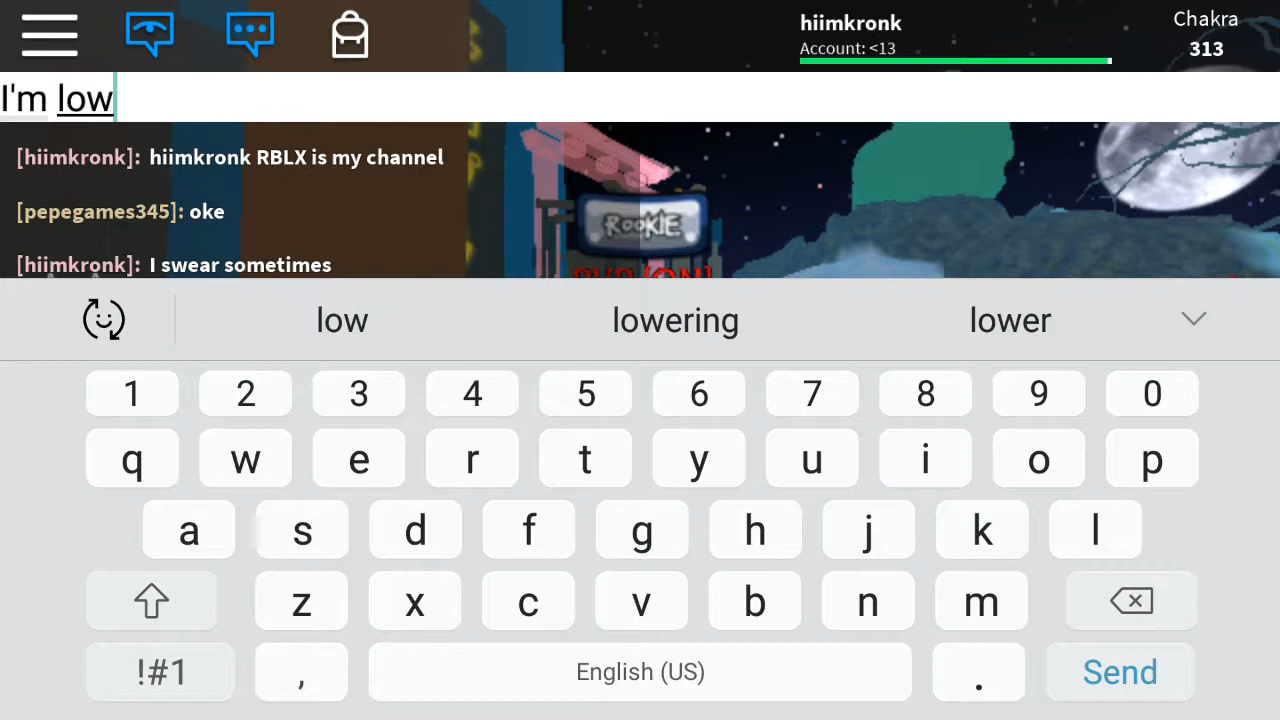 hiimkronk
Account: <13
Chakra
313
I'm low
[hiimkronk]: hiimkronk RBLX is my channel
[pepegames345]: oke
[hiimkronk]: I swear sometimes
ROOKIE
low lowering lower
1 2 3 4 5 6 7 8 9 0
q w e r t y u i o p
a s d f g h j k l
z x c v b n m
!#1 , English (US) . Send